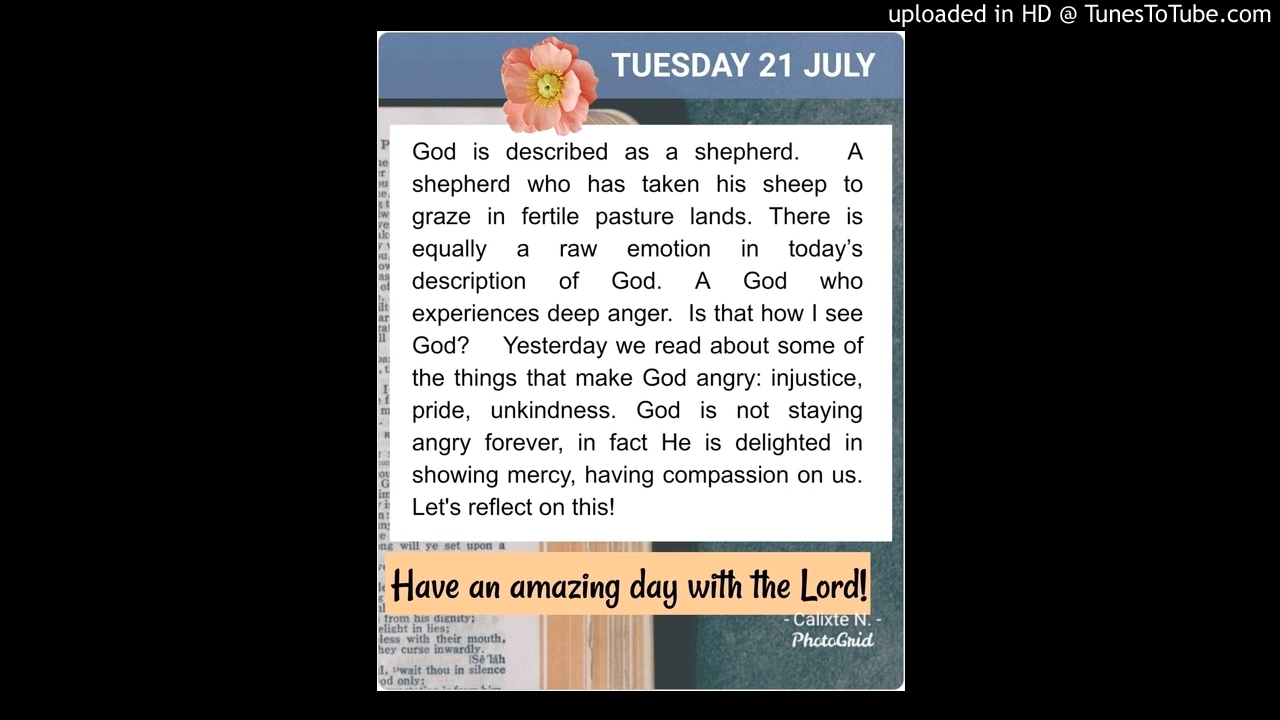 uploaded in HD @ TunesToTube.com
TUESDAY 21 JULY
God is described as a shepherd. A
shepherd who has taken his sheep to
graze in fertile pasture lands. There is
equally a raw emotion in today’s
description of God. A God who
experiences deep anger. Is that how I see
God? Yesterday we read about some of
the things that make God angry: injustice,
pride, unkindness. God is not staying
angry forever, in fact He is delighted in
showing mercy, having compassion on us.
Let's reflect on this!
will ye set upon a
Have an amazing day with the Lord!
from his dignity;
elight in lies;
less with their mouth,
hey curse inwardly.
Sē´lăh
wait thou in silence
od only;
- Calixte N. -
PhotoGrid